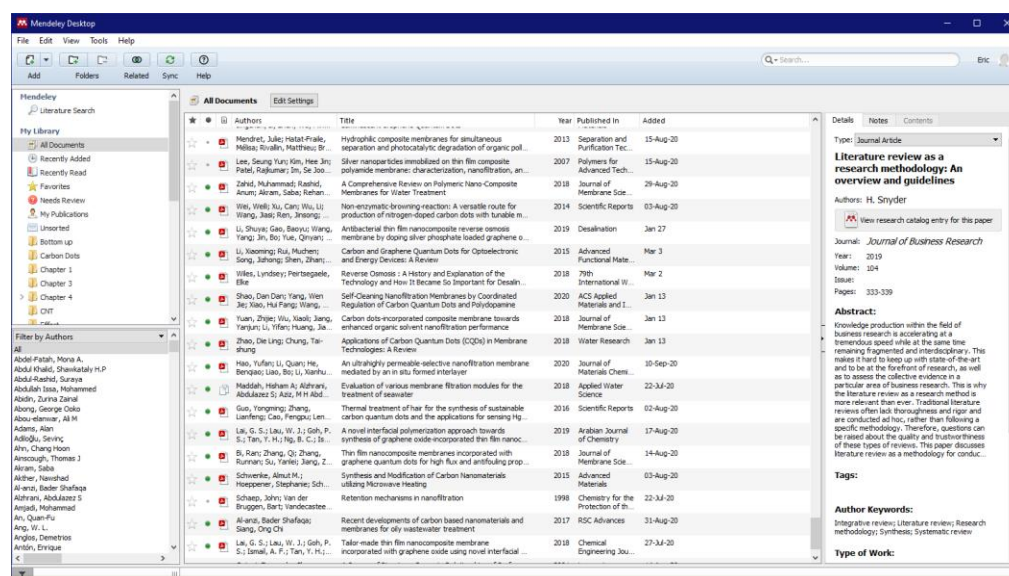 Mendeley Desktop
File Edit View Tools Help
Add Folders Related Sync Help
Search...
Eric
Mendeley
Literature Search
My Library
All Documents
Recently Added
Recently Read
Favorites
Needs Review
My Publications
Unsorted
Bottom up
Carbon Dots
Chapter 1
Chapter 3
Chapter 4
CNT
Filter by Authors
All
Abdel-Fatah, Mona A.
Abdul Khalid, Shawkataly H.P
Abdul-Rashid, Suraya
Abdullah Issa, Mohammed
Abidin, Zurina Zainal
Abong, George Ooko
Abou-elanwar, Ali M
Adams, Alan
Adiloğlu, Sevinç
Ahn, Chang Hoon
Ainscough, Thomas J
Akram, Saba
Akther, Nawshad
Al-anzi, Bader Shafaqa
Alzhrani, Abdulazez S
Amjadi, Mohammad
An, Quan-Fu
Ang, W. L.
Anglos, Demetrios
Antón, Enrique
All Documents Edit Settings
Authors Title Year Published In Added
Mendret, Julie; Hatat-Fraile, Hydrophilic composite membranes for simultaneous 2013 Separation and 15-Aug-20
Mélisa; Rivallin, Matthieu; Br... separation and photocatalytic degradation of organic poll... Purification Tec...
Lee, Seung Yun; Kim, Hee Jin; Silver nanoparticles immobilized on thin film composite 2007 Polymers for 15-Aug-20
Patel, Rajkumar; Im, Se Joo... polyamide membrane: characterization, nanofiltration, an... Advanced Tech...
Zahid, Muhammad; Rashid, A Comprehensive Review on Polymeric Nano-Composite 2018 Journal of 29-Aug-20
Anum; Akram, Saba; Rehan... Membranes for Water Treatment Membrane Scie...
Wei, Weili; Xu, Can; Wu, Li; Non-enzymatic-browning-reaction: A versatile route for 2014 Scientific Reports 03-Aug-20
Wang, Jiasi; Ren, Jinsong; ... production of nitrogen-doped carbon dots with tunable m...
Li, Shuya; Gao, Baoyu; Wang, Antibacterial thin film nanocomposite reverse osmosis 2019 Desalination Jan 27
Yang; Jin, Bo; Yue, Qinyan; ... membrane by doping silver phosphate loaded graphene o...
Li, Xiaoming; Rui, Muchen; Carbon and Graphene Quantum Dots for Optoelectronic 2015 Advanced Mar 3
Song, Jizhong; Shen, Zihan;... and Energy Devices: A Review Functional Mate...
Wiles, Lyndsey; Peirtsegaele, Reverse Osmosis : A History and Explanation of the 2018 79th Mar 2
Elke Technology and How It Became So Important for Desalin... International W...
Shao, Dan Dan; Yang, Wen Self-Cleaning Nanofiltration Membranes by Coordinated 2020 ACS Applied Jan 13
Jie; Xiao, Hui Fang; Wang, ... Regulation of Carbon Quantum Dots and Polydopamine Materials and I...
Yuan, Zhijie; Wu, Xiaoli; Jiang, Carbon dots-incorporated composite membrane towards 2018 Journal of Jan 13
Yanjun; Li, Yifan; Huang, Jia... enhanced organic solvent nanofiltration performance Membrane Scie...
Zhao, Die Ling; Chung, Tai- Applications of Carbon Quantum Dots (CQDs) in Membrane 2018 Water Research Jan 13
shung Technologies: A Review
Hao, Yufan; Li, Quan; He, An ultrahighly permeable-selective nanofiltration membrane 2020 Journal of 10-Sep-20
Bengiao; Liao, Bo; Li, Xianhu... mediated by an in situ formed interlayer Materials Chemi...
Maddah, Hisham A; Alzhrani, Evaluation of various membrane filtration modules for the 2018 Applied Water 22-Jul-20
Abdulazez S; Aziz, M H Abd... treatment of seawater Science
Guo, Yongming; Zhang, Thermal treatment of hair for the synthesis of sustainable 2016 Scientific Reports 02-Aug-20
Lianfeng; Cao, Fengpu; Len... carbon quantum dots and the applications for sensing Hg...
Lai, G. S.; Lau, W. J.; Goh, P. A novel interfacial polymerization approach towards 2019 Arabian Journal 17-Aug-20
S.; Tan, Y. H.; Ng, B. C.; Is... synthesis of graphene oxide-incorporated thin film nanoc... of Chemistry
Bi, Ran; Zhang, Qi; Zhang, Thin film nanocomposite membranes incorporated with 2018 Journal of 14-Aug-20
Runnan; Su, Yanlei; Jiang, Z... graphene quantum dots for high flux and antifouling prop... Membrane Scie...
Schwenke, Almut M.; Synthesis and Modification of Carbon Nanomaterials 2015 Advanced 03-Aug-20
Hoeppener, Stephanie; Sch... utilizing Microwave Heating Materials
Schaep, John; Van der Retention mechanisms in nanofiltration 1998 Chemistry for the 22-Jul-20
Bruggen, Bart; Vandecastee... Protection of th...
Al-anzi, Bader Shafaqa; Recent developments of carbon based nanomaterials and 2017 RSC Advances 31-Aug-20
Siang, Ong Chi membranes for oily wastewater treatment
Lai, G. S.; Lau, W. J.; Goh, P. Tailor-made thin film nanocomposite membrane 2018 Chemical 27-Jul-20
S.; Ismail, A. F.; Tan, Y. H.;... incorporated with graphene oxide using novel interfacial ... Engineering Jou...
Details Notes Contents
Type: Journal Article
Literature review as a
research methodology: An
overview and guidelines
Authors: H. Snyder
View research catalog entry for this paper
Journal: Journal of Business Research
Year: 2019
Volume: 104
Issue:
Pages: 333-339
Abstract:
Knowledge production within the field of
business research is accelerating at a
tremendous speed while at the same time
remaining fragmented and interdisciplinary. This
makes it hard to keep up with state-of-the-art
and to be at the forefront of research, as well
as to assess the collective evidence in a
particular area of business research. This is why
the literature review as a research method is
more relevant than ever. Traditional literature
reviews often lack thoroughness and rigor and
are conducted ad hoc, rather than following a
specific methodology. Therefore, questions can
be raised about the quality and trustworthiness
of these types of reviews. This paper discusses
literature review as a methodology for conduc...
Tags:
Author Keywords:
Integrative review; Literature review; Research
methodology; Synthesis; Systematic review
Type of Work: